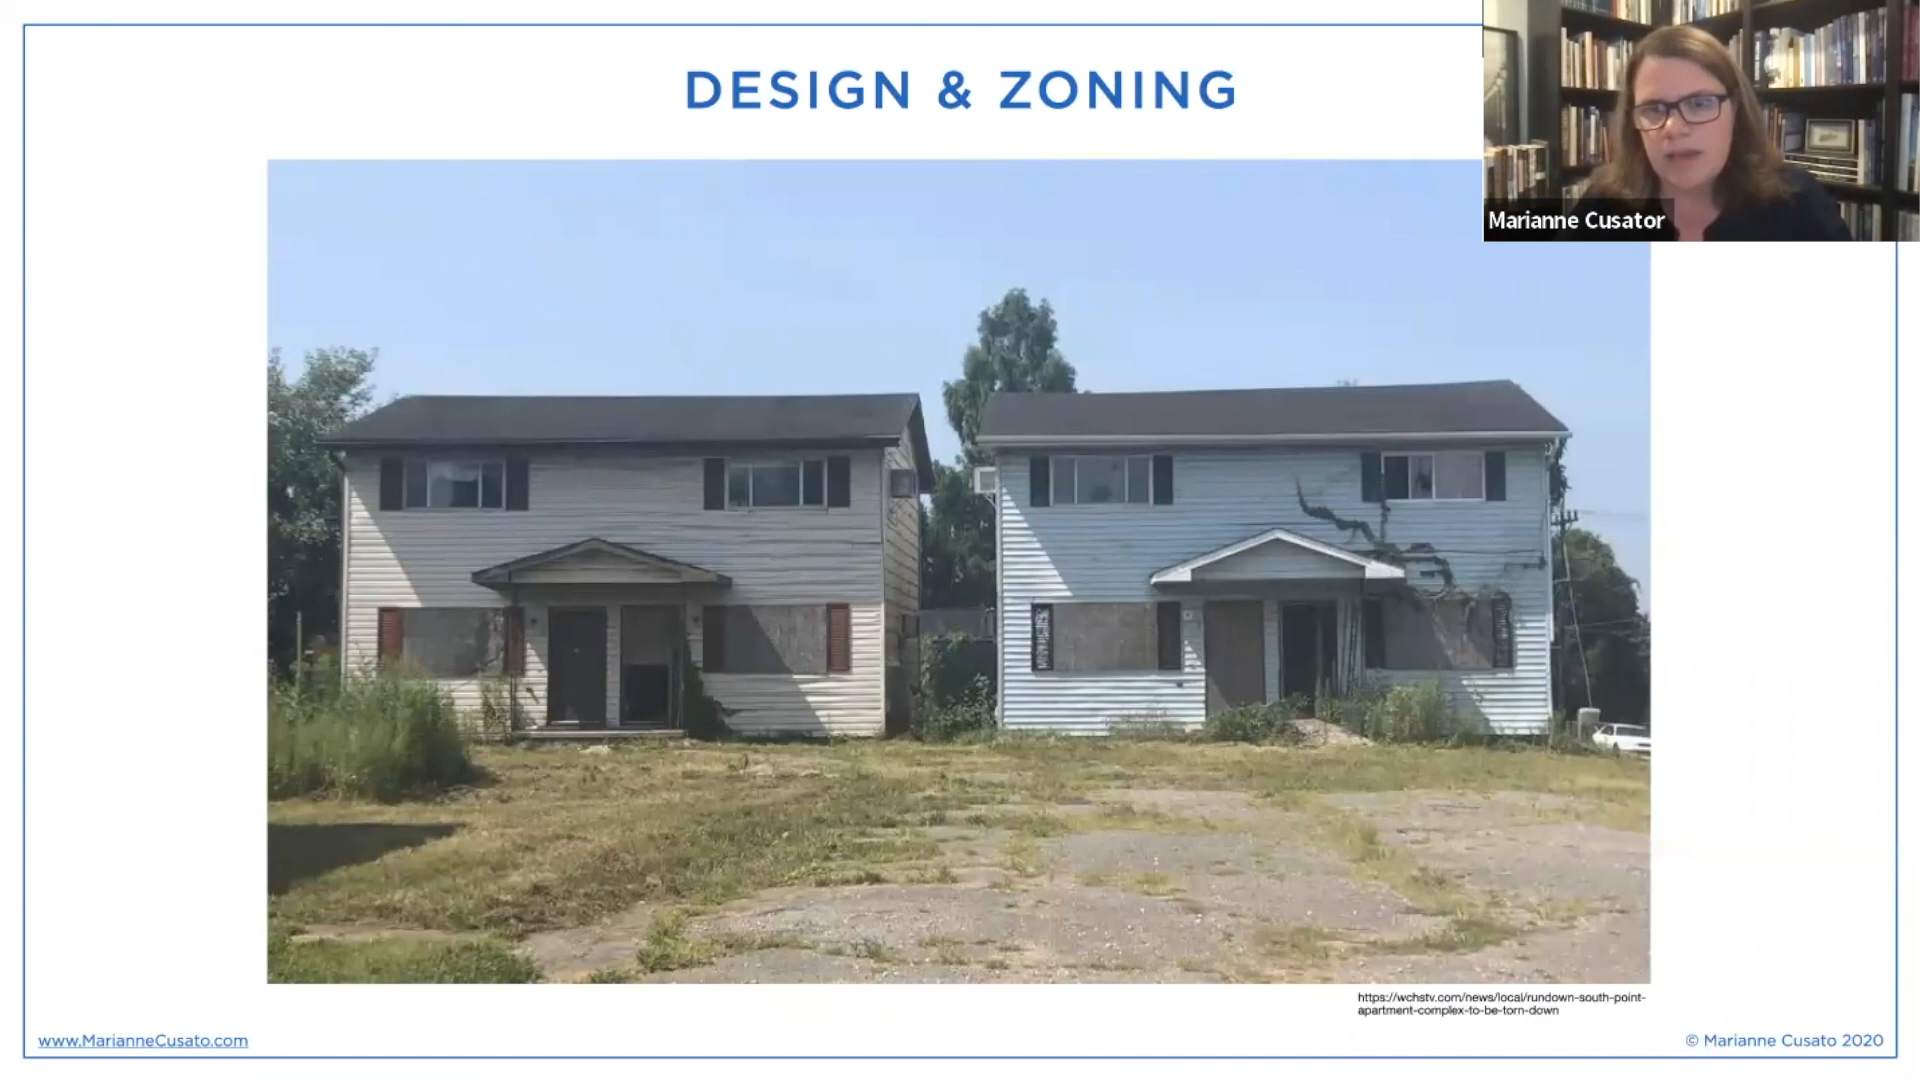 DESIGN & ZONING
Marianne Cusator
https://wchstv.com/news/local/rundown-south-point-
apartment-complex-to-be-torn-down
www.MarianneCusato.com
© Marianne Cusato 2020